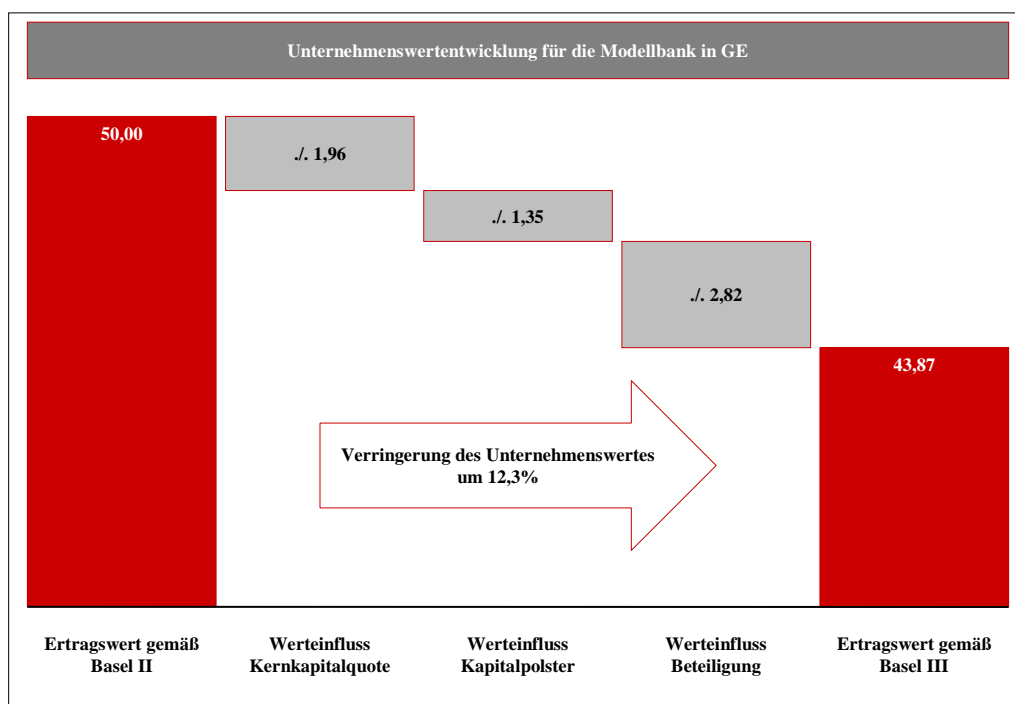 Unternehmenswertentwicklung für die Modellbank in GE
50,00
./. 1,96
./. 1,35
./. 2,82
43,87
Verringerung des Unternehmenswertes
um 12,3%
Ertragswert gemäß
Basel II
Werteinfluss
Kernkapitalquote
Werteinfluss
Kapitalpolster
Werteinfluss
Beteiligung
Ertragswert gemäß
Basel III